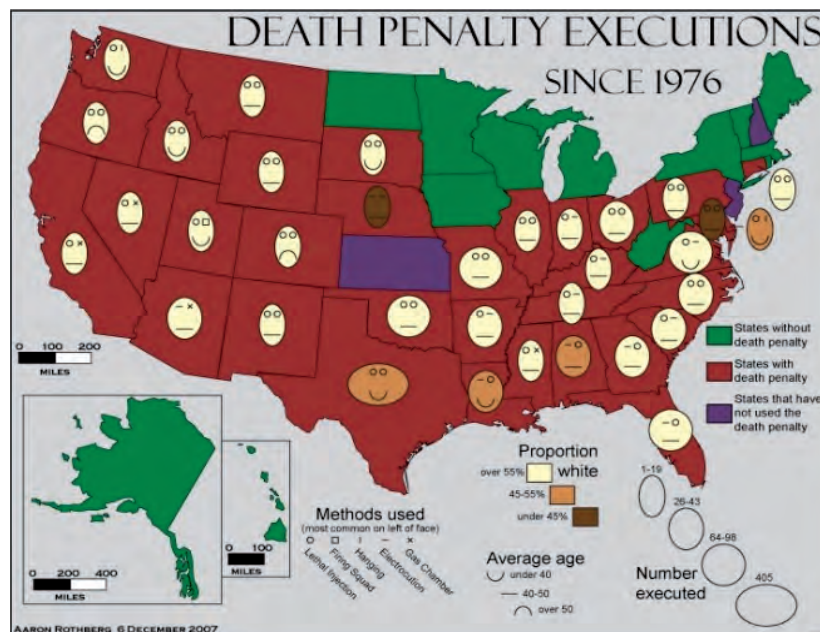 DEATH PENALTY EXECUTIONS
SINCE 1976
0 100 200
MILES
States without
death penalty
States with
death penalty
States that have
not used the
death penalty
Proportion
white
over 55%
45-55%
under 45%
1-19
26-43
64-98
405
Number
executed
Methods used
(most common on left of face)
Lethal Injection
Firing Squad
Hanging
Electrocution
Gas Chamber
Average age
under 40
40-50
over 50
0 200 400
MILES
0 100
MILES
AARON ROTHBERG 6 DECEMBER 2007